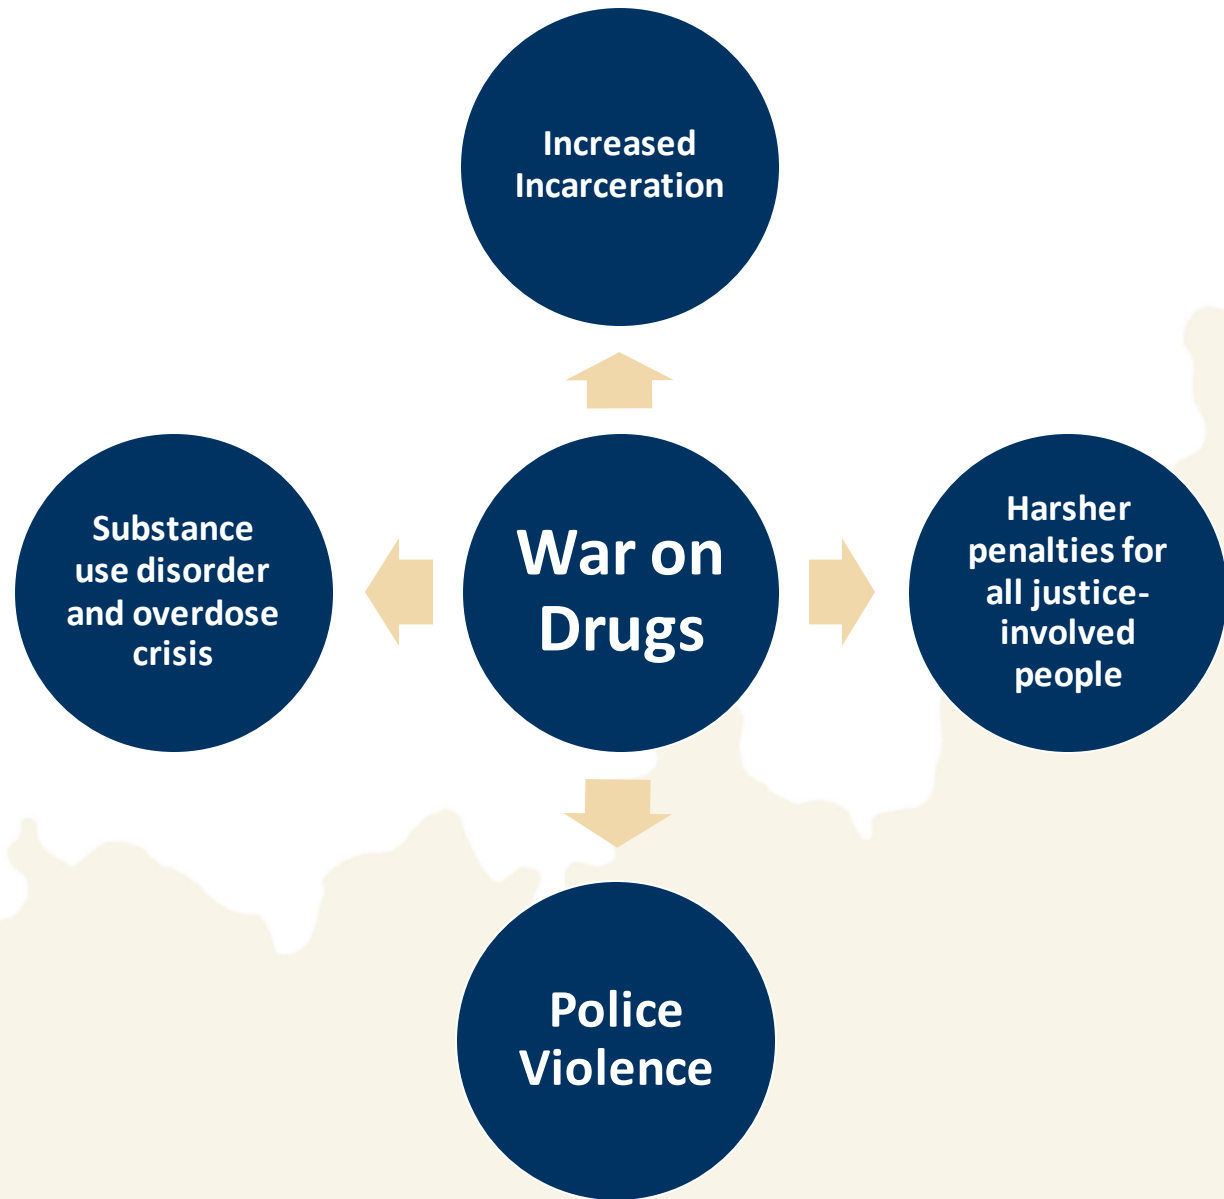 Increased
Incarceration
Substance
use disorder
and overdose
crisis
War on
Drugs
Harsher
penalties for
all justice-
involved
people
Police
Violence